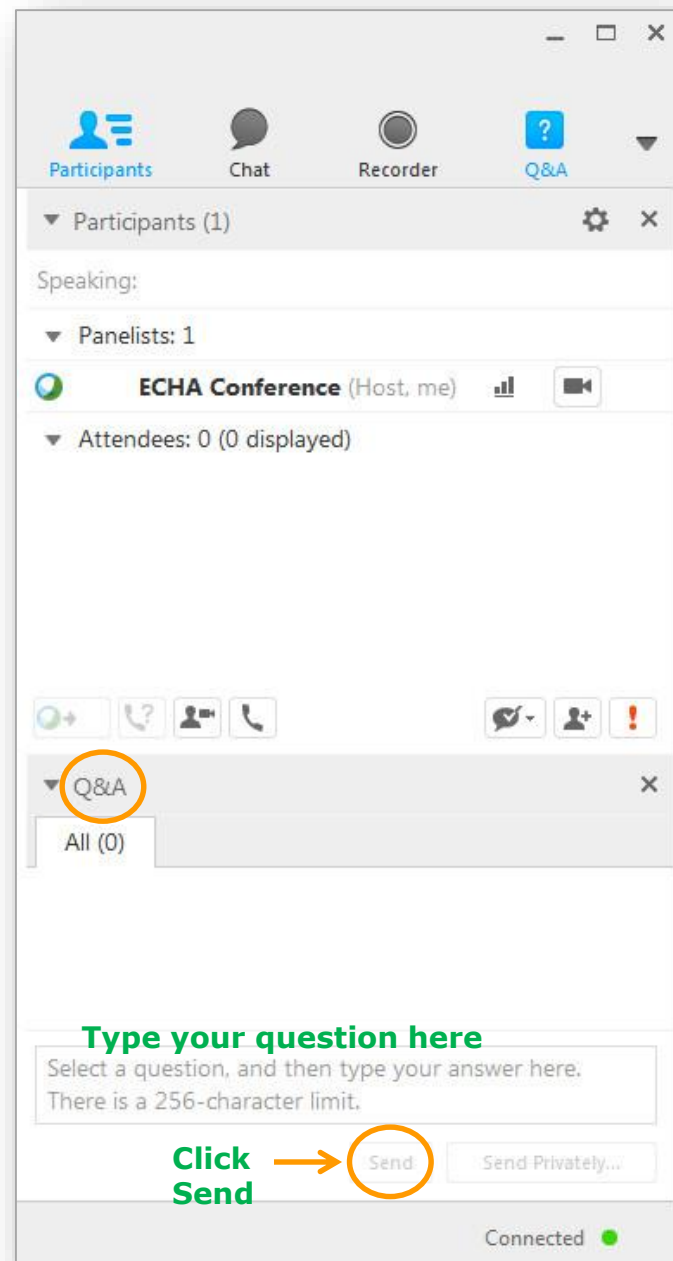 Participants Chat Recorder Q&A
Participants (1)
Speaking:
Panelists: 1
ECHA Conference (Host, me)
Attendees: 0 (0 displayed)
Q&A
All (0)
Type your question here
Select a question, and then type your answer here.
There is a 256-character limit.
Click
Send
Send Send Privately...
Connected